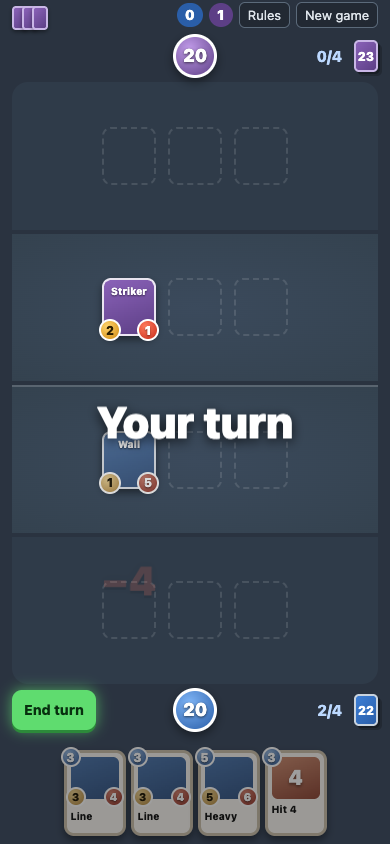 0 1 Rules New game
20 0/4 23
Striker
2 1
Your turn
Wall
1 5
−4
End turn 20 2/4 22
3 3 5 3
3 4 3 4 5 6 4
Line Line Heavy Hit 4